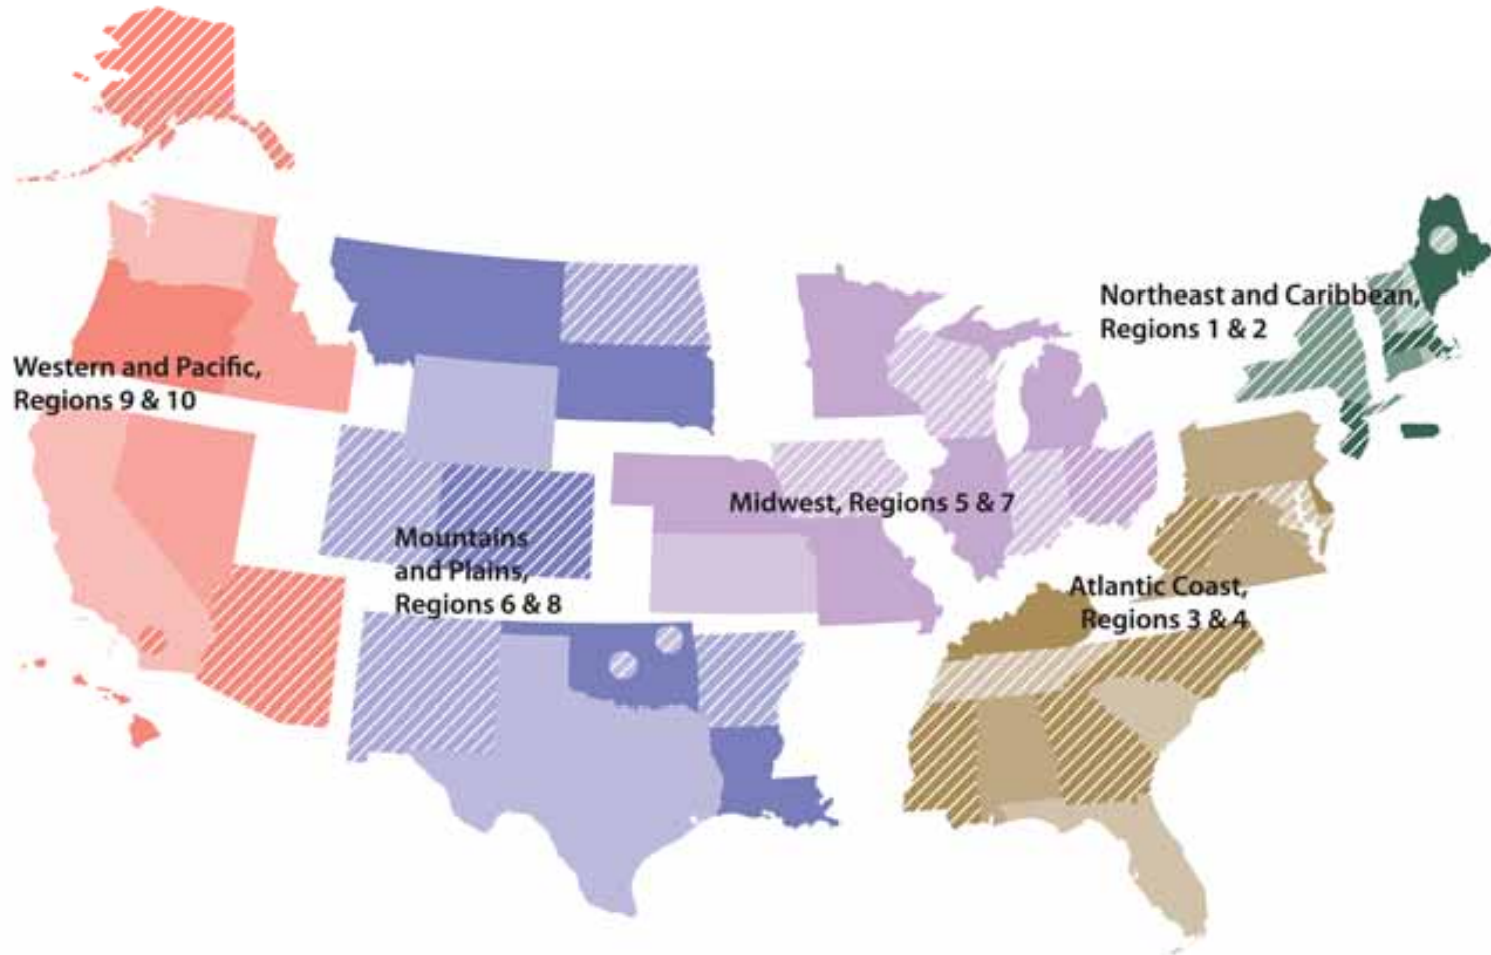 Northeast and Caribbean,
Regions 1 & 2
Western and Pacific,
Regions 9 & 10
Midwest, Regions 5 & 7
Mountains
and Plains,
Regions 6 & 8
Atlantic Coast,
Regions 3 & 4